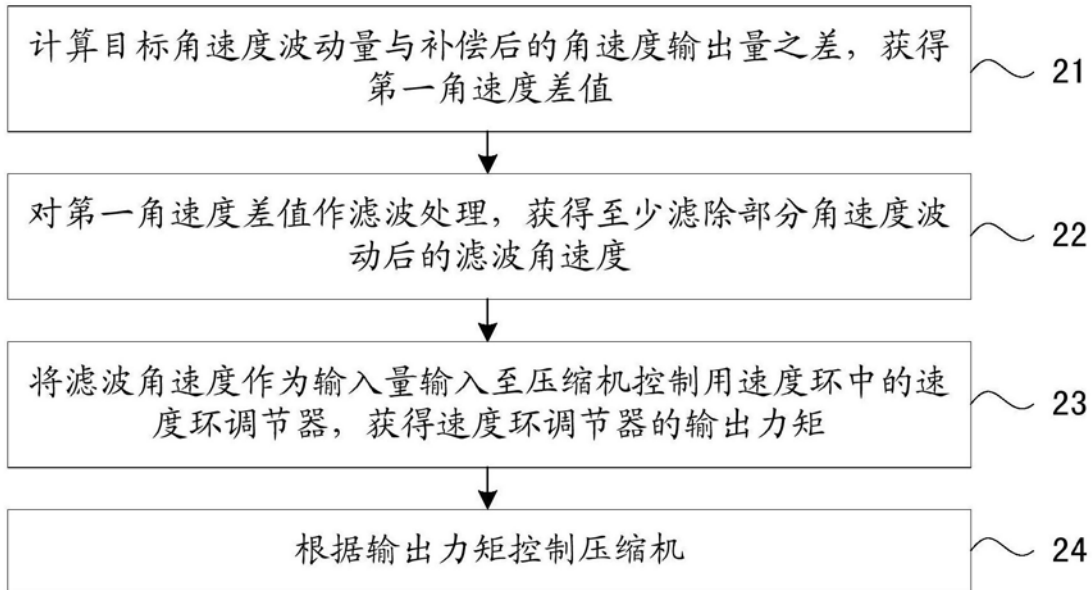 计算目标角速度波动量与补偿后的角速度输出量之差，获得
第一角速度差值
21
对第一角速度差值作滤波处理，获得至少滤除部分角速度波
动后的滤波角速度
22
将滤波角速度作为输入量输入至压缩机控制用速度环中的速
度环调节器，获得速度环调节器的输出力矩
23
根据输出力矩控制压缩机
24